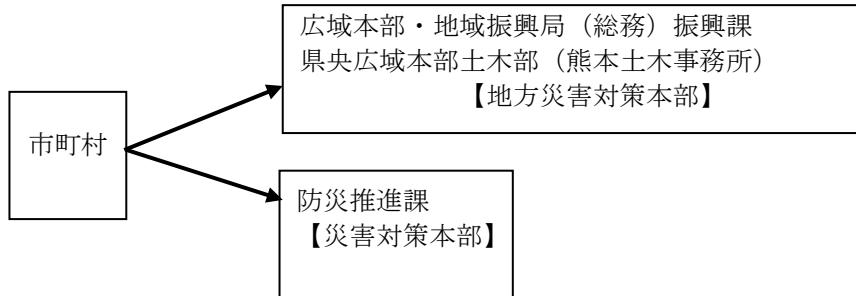 広域本部・地域振興局（総務）振興課
県央広域本部土木部（熊本土木事務所）
【地方災害対策本部】
市町村
防災推進課
【災害対策本部】